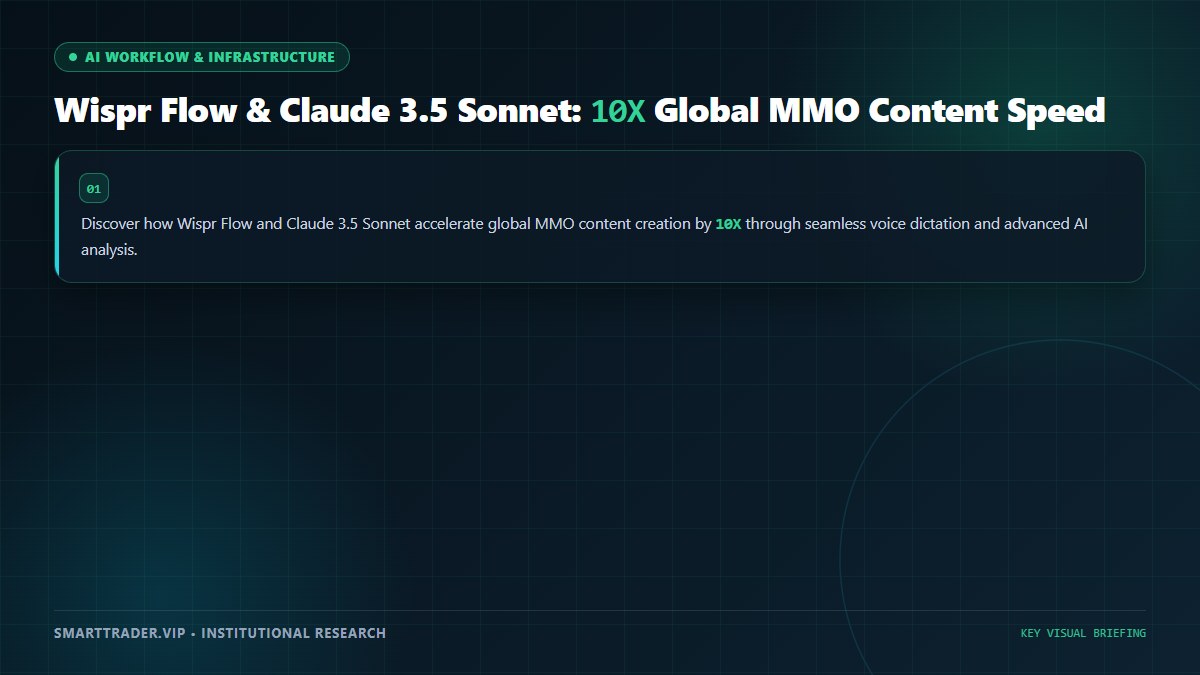 AI WORKFLOW & INFRASTRUCTURE
Wispr Flow & Claude 3.5 Sonnet: 10X Global MMO Content Speed
01
Discover how Wispr Flow and Claude 3.5 Sonnet accelerate global MMO content creation by 10X through seamless voice dictation and advanced AI
analysis.
SMARTTRADER.VIP • INSTITUTIONAL RESEARCH
KEY VISUAL BRIEFING